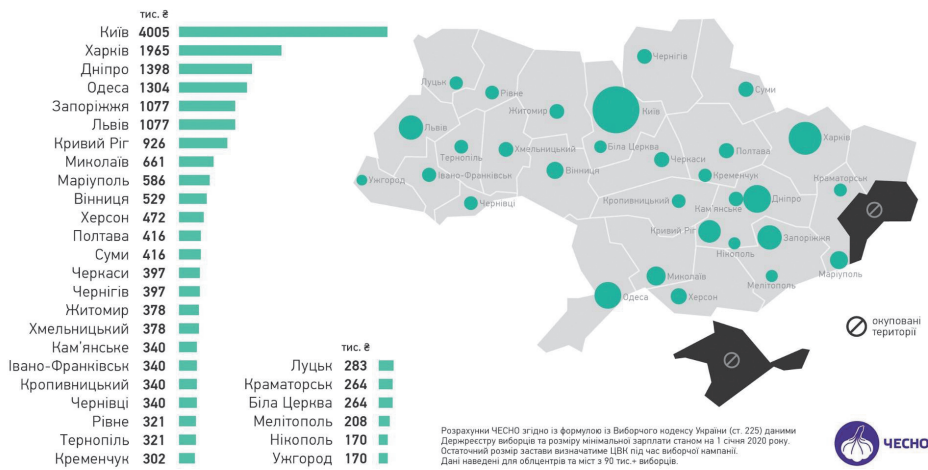 тис. ₴
Київ 4005
Харків 1965
Дніпро 1398
Одеса 1304
Запоріжжя 1077
Львів 1077
Кривий Ріг 926
Миколаїв 661
Маріуполь 586
Вінниця 529
Херсон 472
Полтава 416
Суми 416
Черкаси 397
Чернігів 397
Житомир 378
Хмельницький 378
Кам'янське 340
Івано-Франківськ 340
Кропивницький 340
Чернівці 340
Рівне 321
Тернопіль 321
Кременчук 302
тис. ₴
Луцьк 283
Краматорськ 264
Біла Церква 264
Мелітополь 208
Нікополь 170
Ужгород 170
Чернігів
Луцьк
Рівне
Суми
Житомир
Київ
Львів
Харків
Тернопіль
Хмельницький
Біла Церква
Полтава
Черкаси
Ужгород
Івано-Франківськ
Вінниця
Кременчук
Краматорськ
Чернівці
Кропивницький
Кам'янське
Дніпро
Кривий Ріг
Запоріжжя
Нікополь
Маріуполь
Миколаїв
Мелітополь
Одеса
Херсон
окуповані
території
Розрахунки ЧЕСНО згідно із формулою із Виборчого кодексу України (ст. 225) даними
Держреєстру виборців та розміру мінімальної зарплати станом на 1 січня 2020 року.
Остаточний розмір застави визначатиме ЦВК під час виборчої кампанії.
Дані наведені для облцентрів та міст з 90 тис.+ виборців.
ЧЕСНО